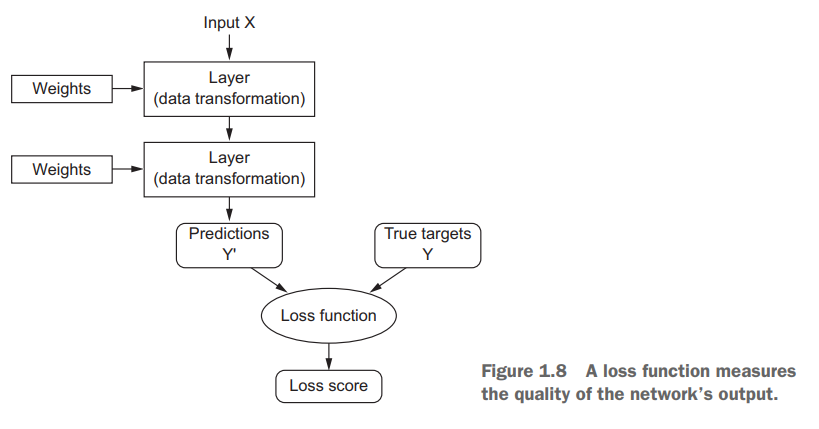 Input X
Weights
Layer
(data transformation)
Weights
Layer
(data transformation)
Predictions
Y'
True targets
Y
Loss function
Loss score
Figure 1.8 A loss function measures
the quality of the network’s output.